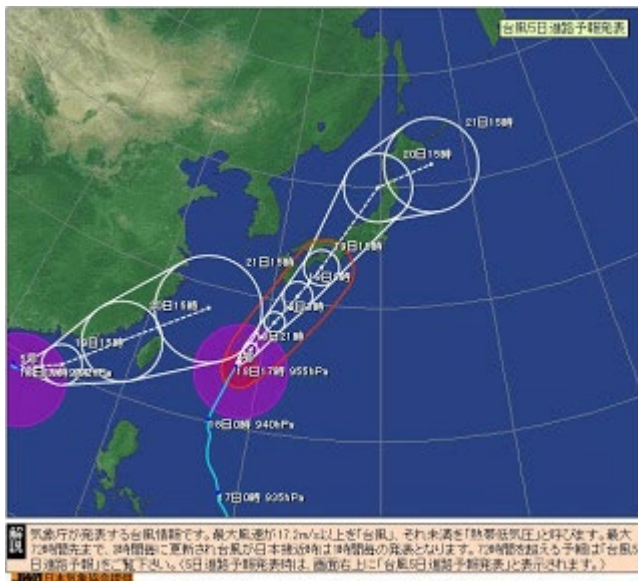 台風5日進路予報発表
21日15時
20日15時
19日15時
21日15時
20日15時
19日15時
18日21時
18日17時 955hPa
18日0時 940hPa
17日0時 935hPa
解説
気象庁が発表する台風情報です。最大風速が17.2m/s以上を「台風」、それ未満を「熱帯低気圧」と呼びます。最大
72時間先まで、3時間毎に更新され台風が日本接近時は1時間毎の発表となります。72時間を超える予報は「台風
日進路予報」をご覧下さい。(5日進路予報発表時は、画面右上に「台風5日進路予報発表」と表示されます。)
日本気象協会提供